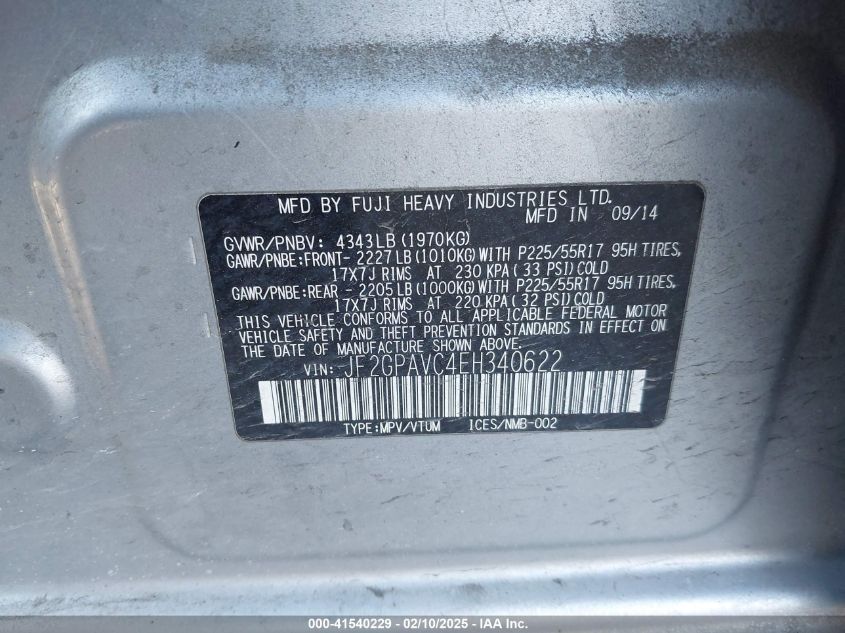 MFD BY FUJI HEAVY INDUSTRIES LTD.
MFD IN 09/14
GVWR/PNBV: 4343LB (1970KG)
GAWR/PNBE:FRONT- 2227LB (1010KG) WITH P225/55R17 95H TIRES,
17X7J RIMS AT 230 KPA ( 33 PSI) COLD
GAWR/PNBE:REAR - 2205LB (1000KG) WITH P225/55R17 95H TIRES,
17X7J RIMS AT 220 KPA ( 32 PSI) COLD
THIS VEHICLE CONFORMS TO ALL APPLICABLE FEDERAL MOTOR
VEHICLE SAFETY AND THEFT PREVENTION STANDARDS IN EFFECT ON
THE DATE OF MANUFACTURE SHOWN ABOVE.
VIN: JF2GPAVC4EH340622
TYPE:MPV/VTUM ICES/NMB-002
000-41540229 - 02/10/2025 - COPYRIGHT © IAA, LLC.